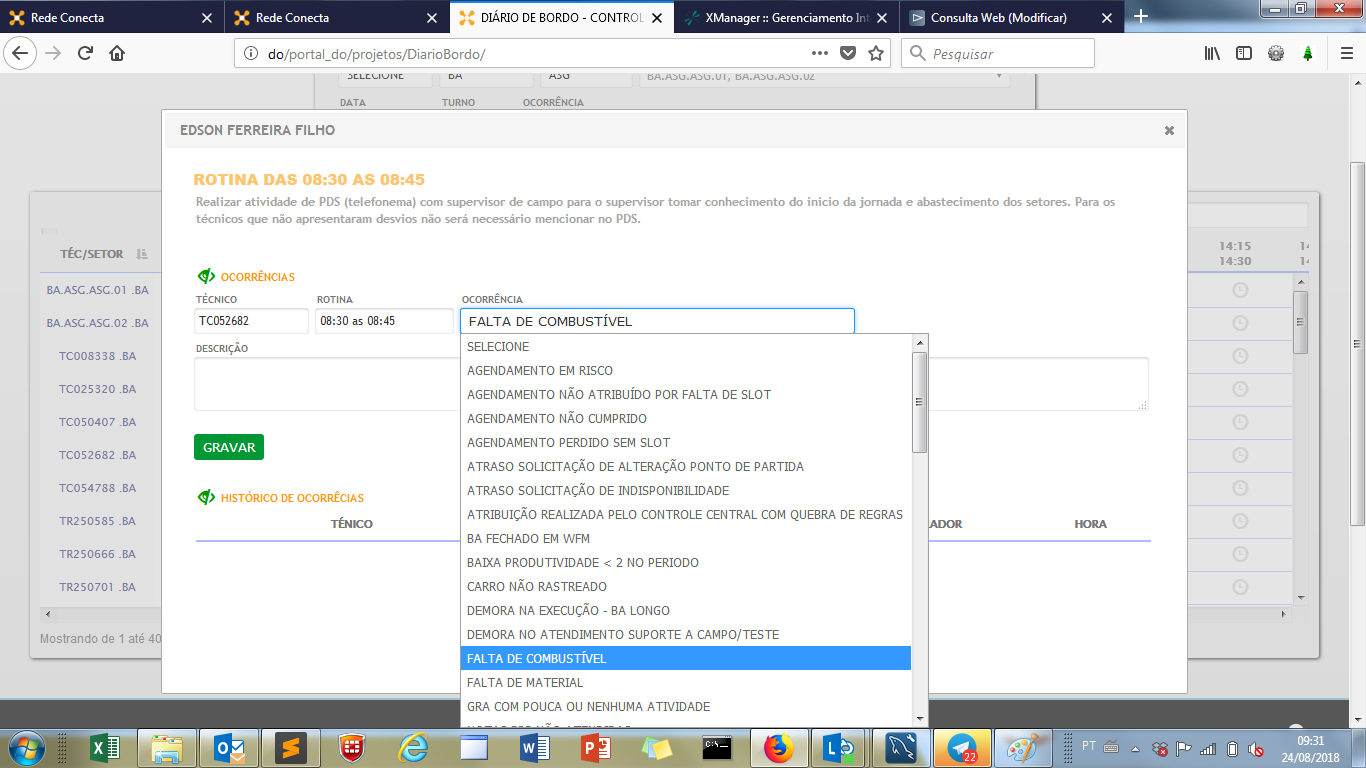 Rede Conecta
Rede Conecta
DIÁRIO DE BORDO - CONTROL
XManager :: Gerenciamento Int
Consulta Web (Modificar)
do/portal_do/projetos/DiarioBordo/
Pesquisar
SELECIONE BA ASG BA.ASG.ASG.01, BA.ASG.ASG.02
DATA TURNO OCORRÊNCIA
EDSON FERREIRA FILHO
ROTINA DAS 08:30 AS 08:45
Realizar atividade de PDS (telefonema) com supervisor de campo para o supervisor tomar conhecimento do inicio da jornada e abastecimento dos setores. Para os
técnicos que não apresentaram desvios não será necessário mencionar no PDS.
TÉC/SETOR
14:15
14:30
14
14
BA.ASG.ASG.01 .BA
BA.ASG.ASG.02 .BA
TC008338 .BA
TC025320 .BA
TC050407 .BA
TC052682 .BA
TC054788 .BA
TR250585 .BA
TR250666 .BA
TR250701 .BA
Mostrando de 1 até 40
OCORRÊNCIAS
TÉCNICO ROTINA OCORRÊNCIA
TC052682 08:30 as 08:45 FALTA DE COMBUSTÍVEL
DESCRIÇÃO
SELECIONE
AGENDAMENTO EM RISCO
AGENDAMENTO NÃO ATRIBUÍDO POR FALTA DE SLOT
AGENDAMENTO NÃO CUMPRIDO
AGENDAMENTO PERDIDO SEM SLOT
ATRASO SOLICITAÇÃO DE ALTERAÇÃO PONTO DE PARTIDA
ATRASO SOLICITAÇÃO DE INDISPONIBILIDADE
ATRIBUIÇÃO REALIZADA PELO CONTROLE CENTRAL COM QUEBRA DE REGRAS
BA FECHADO EM WFM
BAIXA PRODUTIVIDADE < 2 NO PERIODO
CARRO NÃO RASTREADO
DEMORA NA EXECUÇÃO - BA LONGO
DEMORA NO ATENDIMENTO SUPORTE A CAMPO/TESTE
FALTA DE COMBUSTÍVEL
FALTA DE MATERIAL
GRA COM POUCA OU NENHUMA ATIVIDADE
GRAVAR
HISTÓRICO DE OCORRÊCIAS
TÉNICO ADOR HORA
22
PT
09:31
24/08/2018